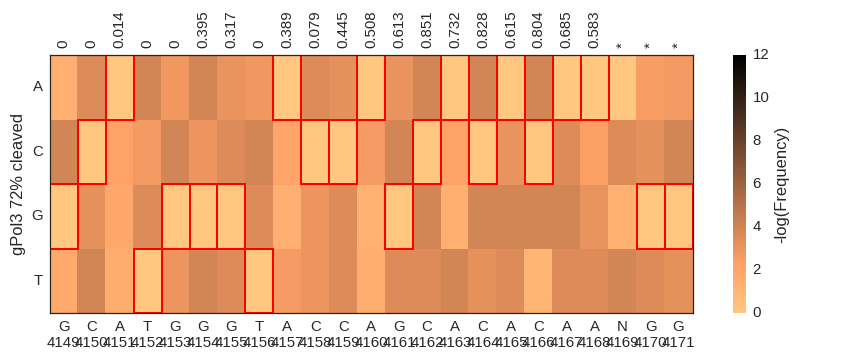 0 0 0.014 0 0 0.395 0.317 0 0.389 0.079 0.445 0.508 0.613 0.851 0.732 0.828 0.615 0.804 0.685 0.583 * * *
12
A
10
C
8
gPol3 72% cleaved
6
-log(Frequency)
G
4
2
T
0
G C A T G G G T A C C A G C A C A C A A N G G
4149 4150 4151 4152 4153 4154 4155 4156 4157 4158 4159 4160 4161 4162 4163 4164 4165 4166 4167 4168 4169 4170 4171